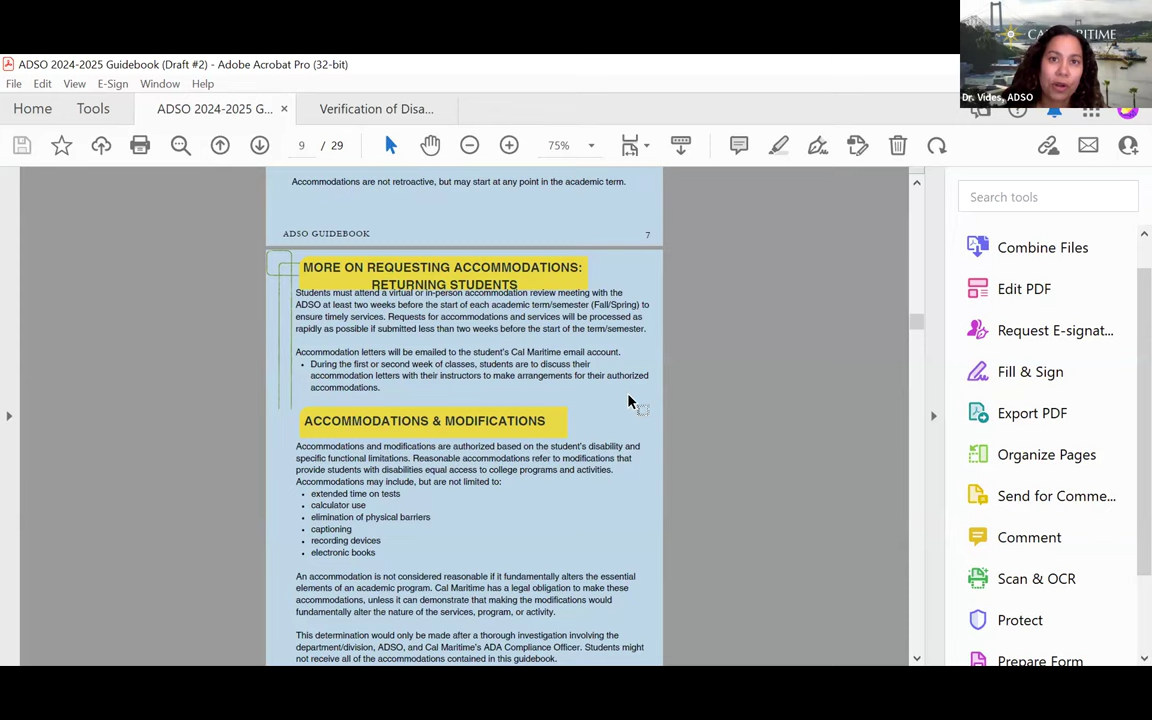 CAL MARITIME
Dr. Vides, ADSO
ADSO 2024-2025 Guidebook (Draft #2) - Adobe Acrobat Pro (32-bit)
File Edit View E-Sign Window Help
Home Tools ADSO 2024-2025 G... × Verification of Disa...
9 / 29 75%
Accommodations are not retroactive, but may start at any point in the academic term.
ADSO GUIDEBOOK 7
MORE ON REQUESTING ACCOMMODATIONS:
RETURNING STUDENTS
Students must attend a virtual or in-person accommodation review meeting with the
ADSO at least two weeks before the start of each academic term/semester (Fall/Spring) to
ensure timely services. Requests for accommodations and services will be processed as
rapidly as possible if submitted less than two weeks before the start of the term/semester.
Accommodation letters will be emailed to the student's Cal Maritime email account.
• During the first or second week of classes, students are to discuss their
accommodation letters with their instructors to make arrangements for their authorized
accommodations.
ACCOMMODATIONS & MODIFICATIONS
Accommodations and modifications are authorized based on the student's disability and
specific functional limitations. Reasonable accommodations refer to modifications that
provide students with disabilities equal access to college programs and activities.
Accommodations may include, but are not limited to:
• extended time on tests
• calculator use
• elimination of physical barriers
• captioning
• recording devices
• electronic books
An accommodation is not considered reasonable if it fundamentally alters the essential
elements of an academic program. Cal Maritime has a legal obligation to make these
accommodations, unless it can demonstrate that making the modifications would
fundamentally alter the nature of the services, program, or activity.
This determination would only be made after a thorough investigation involving the
department/division, ADSO, and Cal Maritime's ADA Compliance Officer. Students might
not receive all of the accommodations contained in this guidebook.
Search tools
Combine Files
Edit PDF
Request E-signat...
Fill & Sign
Export PDF
Organize Pages
Send for Comme...
Comment
Scan & OCR
Protect
Prepare Form